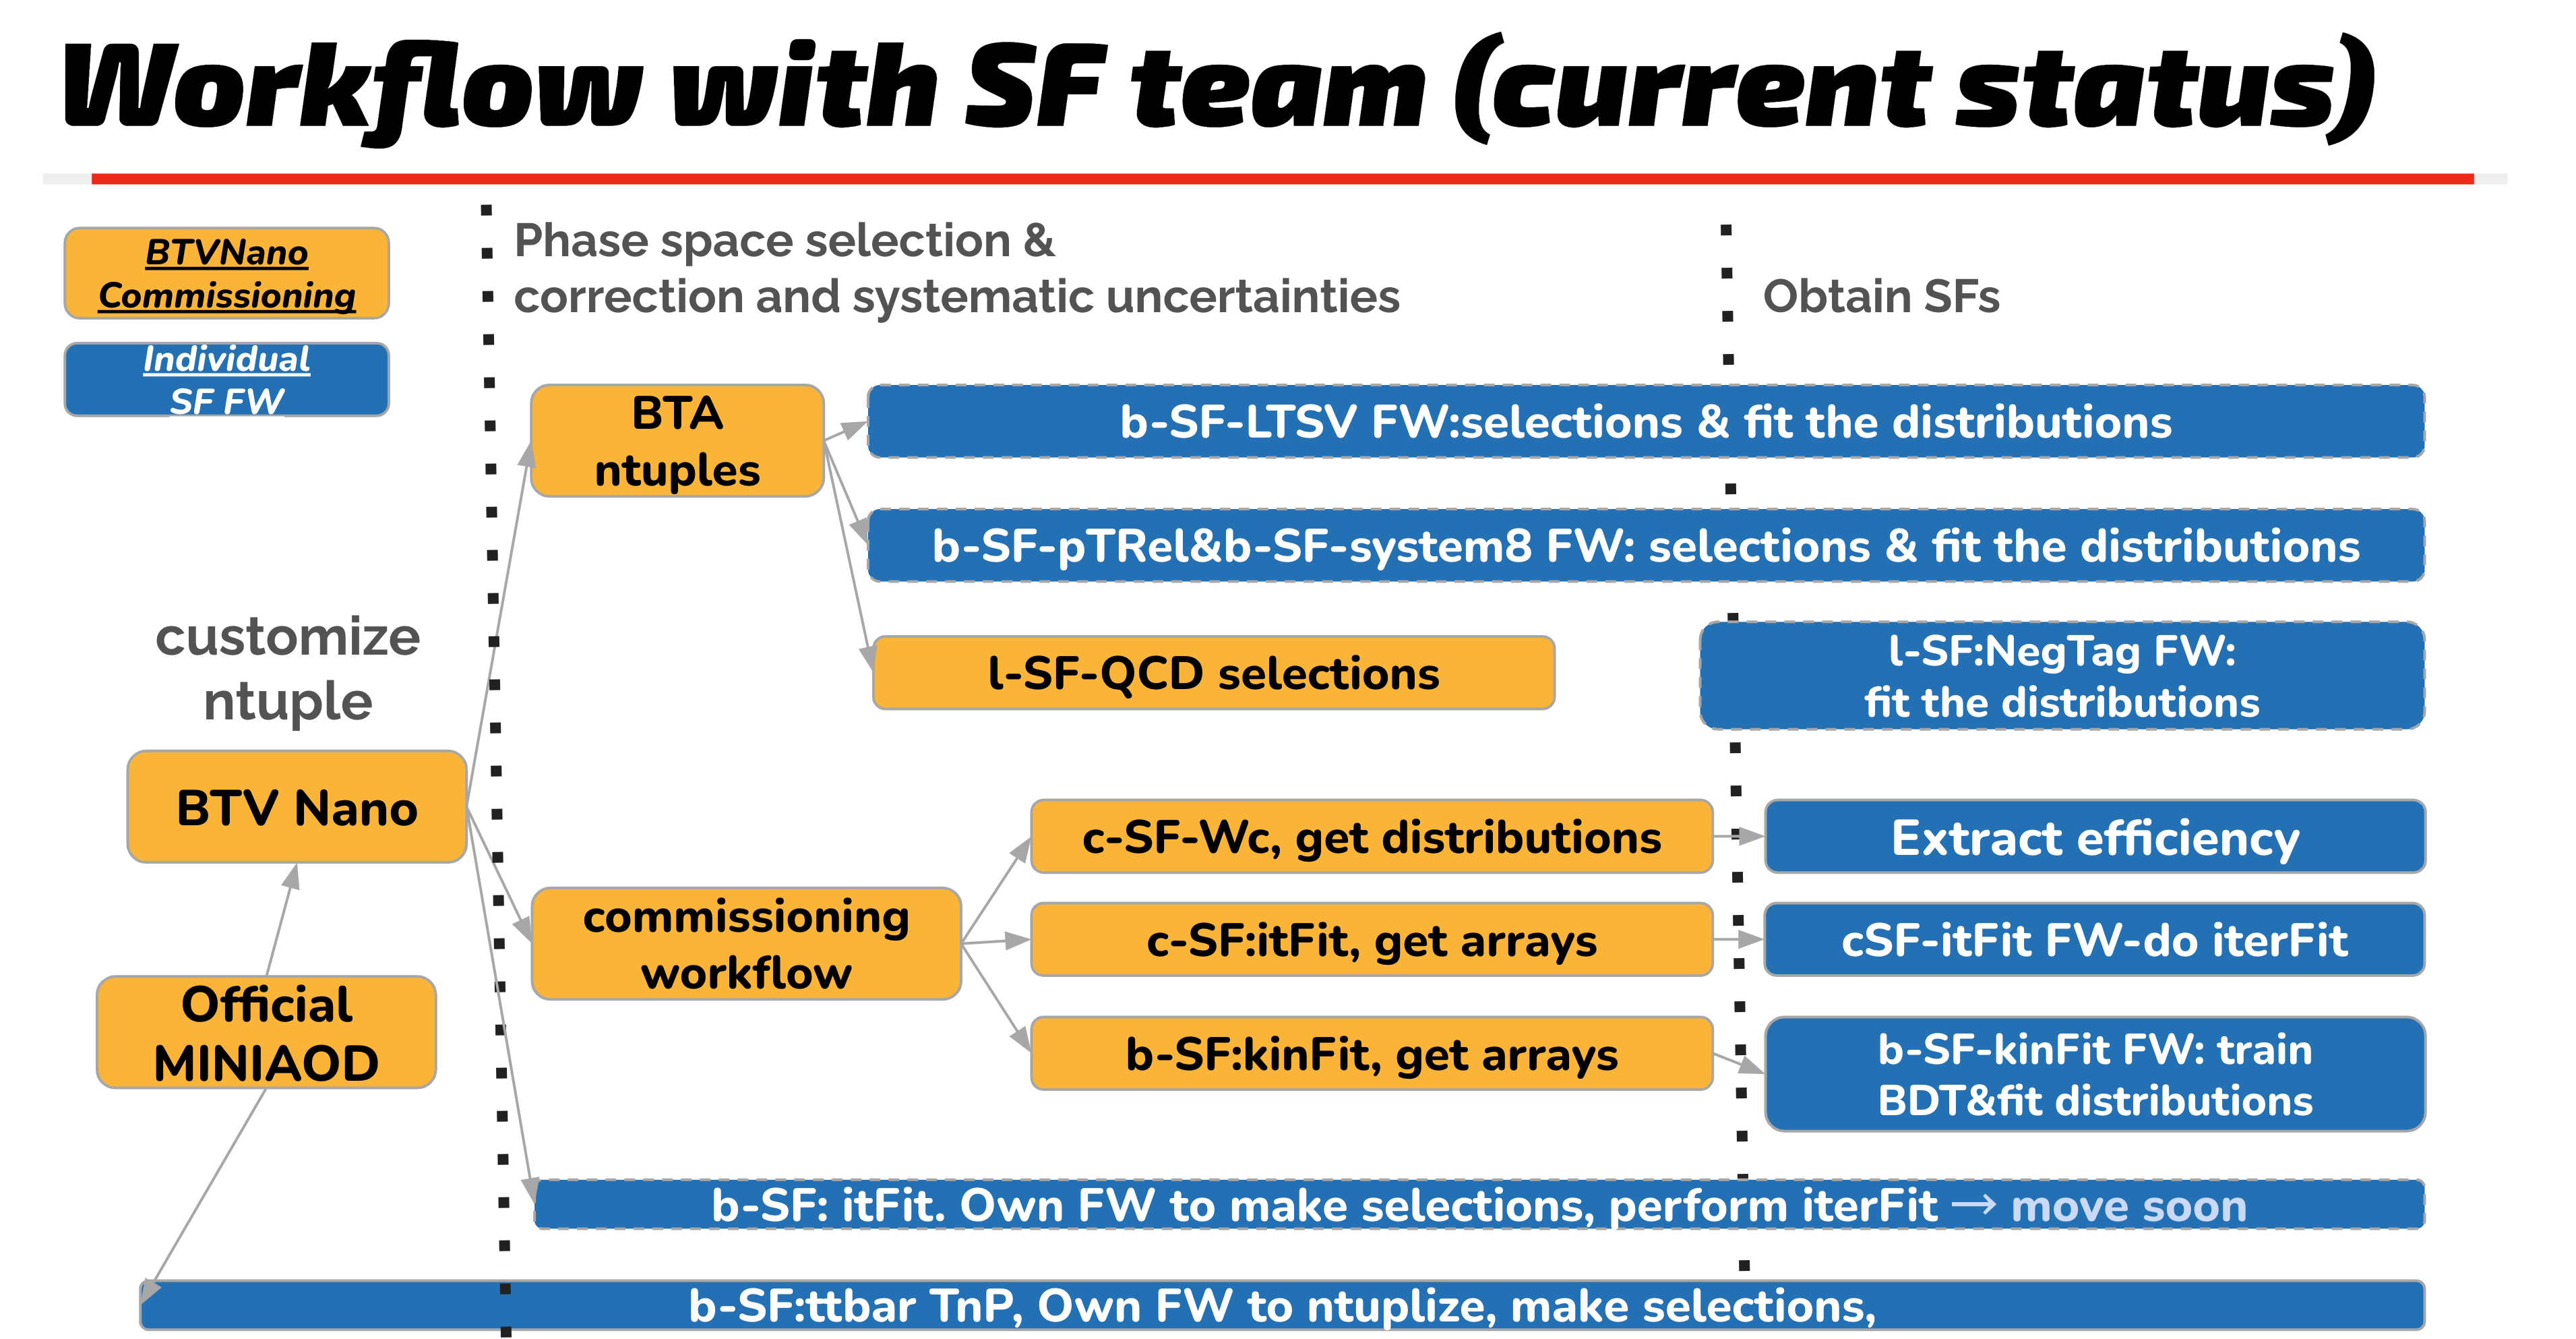 Workflow with SF team (current status)
BTVNano
Commissioning
Individual
SF FW
Phase space selection &
correction and systematic uncertainties
Obtain SFs
BTA
ntuples
b-SF-LTSV FW:selections & fit the distributions
b-SF-pTRel&b-SF-system8 FW: selections & fit the distributions
l-SF-QCD selections
l-SF:NegTag FW:
fit the distributions
customize
ntuple
BTV Nano
Official
MINIAOD
commissioning
workflow
c-SF-Wc, get distributions
Extract efficiency
c-SF:itFit, get arrays
cSF-itFit FW-do iterFit
b-SF:kinFit, get arrays
b-SF-kinFit FW: train
BDT&fit distributions
b-SF: itFit. Own FW to make selections, perform iterFit → move soon
b-SF:ttbar TnP, Own FW to ntuplize, make selections,